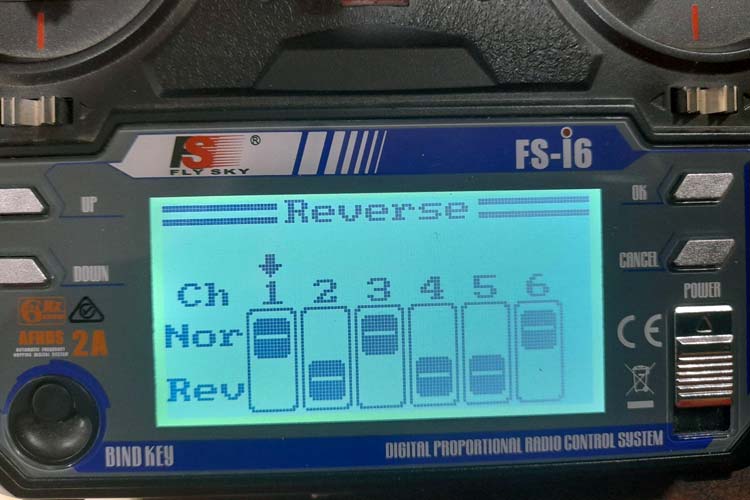 FS ®
FLY SKY
FS-i6
UP
OK
Reverse
DOWN
CANCEL
Ch 1 2 3 4 5 6
POWER
Nor
AFHDS 2A
CE
Rev
BIND KEY
DIGITAL PROPORTIONAL RADIO CONTROL SYSTEM